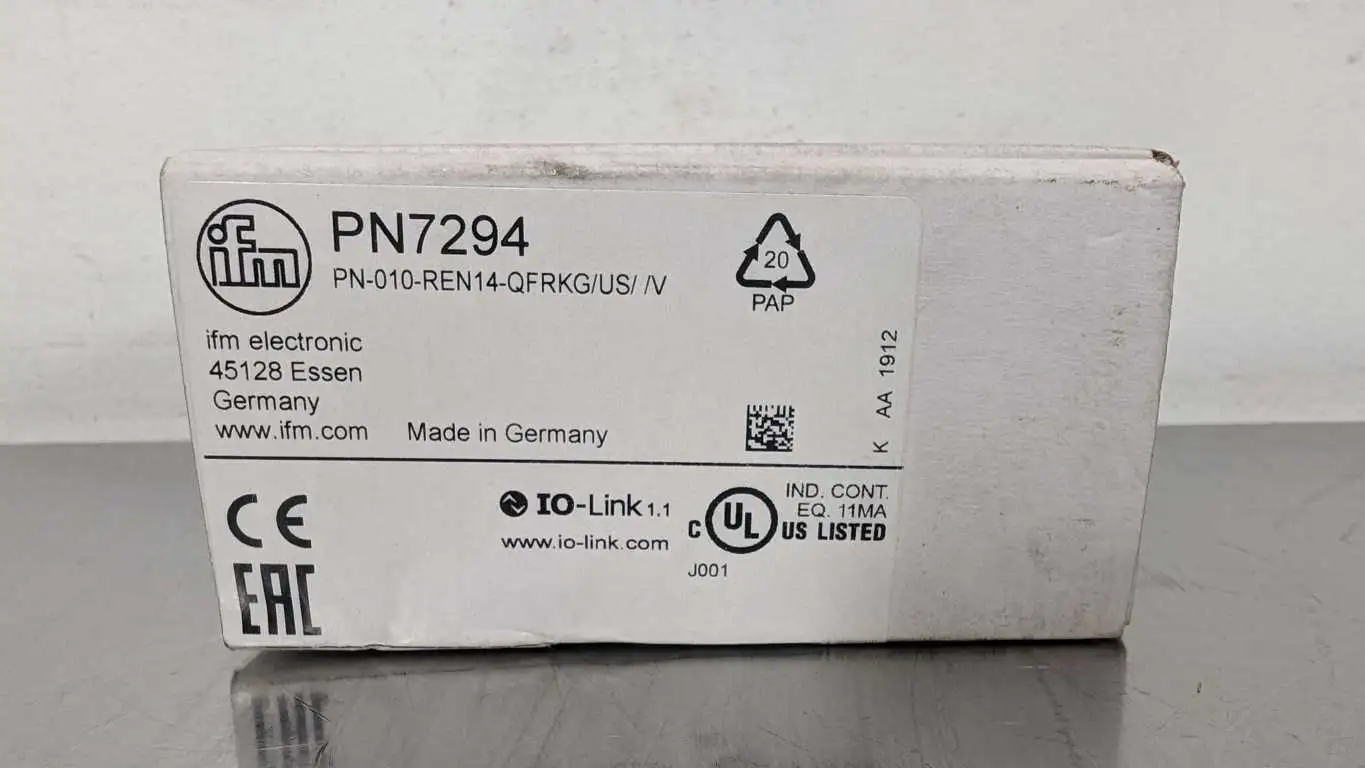 ifm
PN7294
PN-010-REN14-QFRKG/US/ /V
20
PAP
ifm electronic
45128 Essen
Germany
www.ifm.com
Made in Germany
K AA 1912
CE
EAC
IO-Link 1.1
www.io-link.com
C UL US LISTED
IND. CONT.
EQ. 11MA
J001